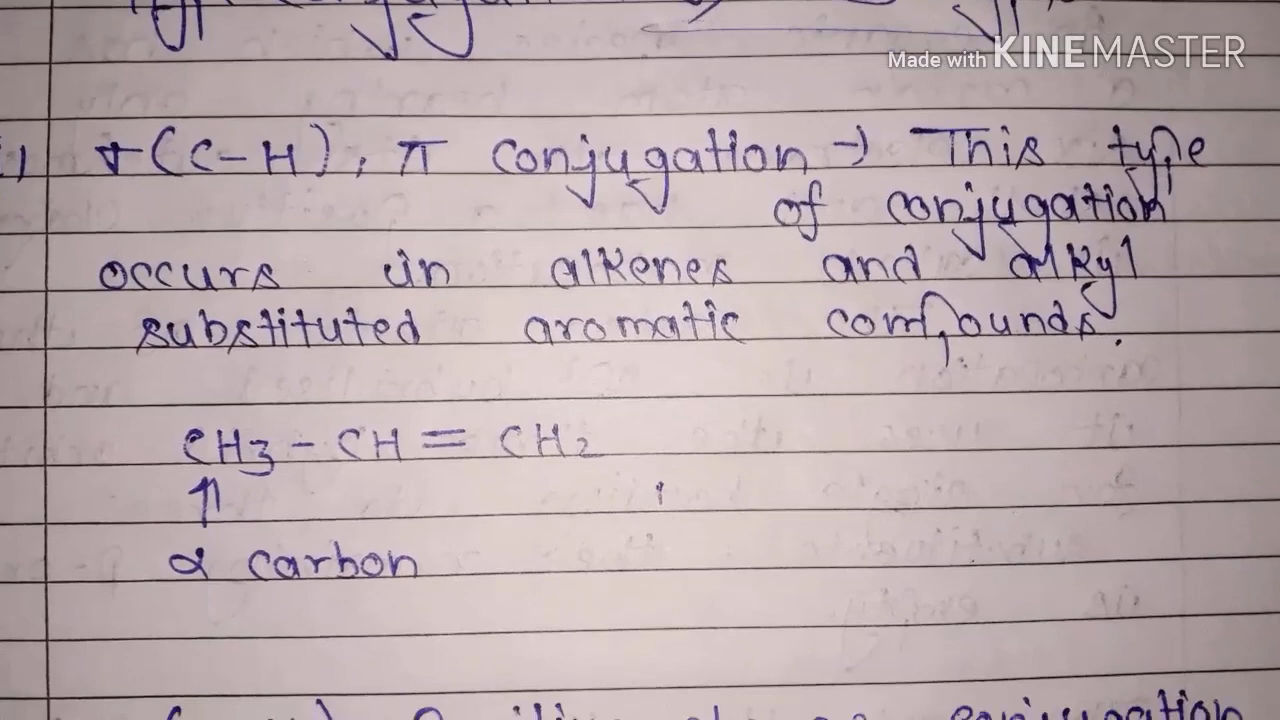 Made with KINEMASTER
σ(C-H), π conjugation → This type
of conjugation
occurs in alkenes and alkyl
substituted aromatic compounds.
CH3 - CH = CH2
⇑
α carbon
conjugation